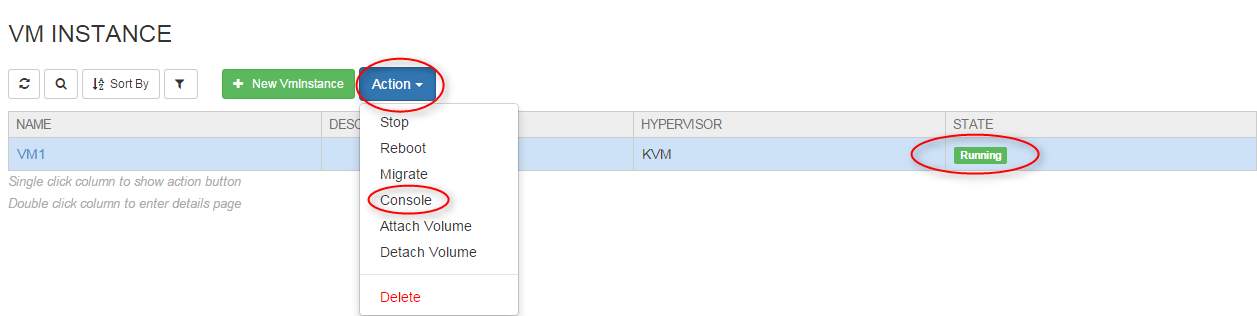 VM INSTANCE
Sort By
New VmInstance
Action
NAME
DESC
HYPERVISOR
STATE
VM1
KVM
Running
Single click column to show action button
Double click column to enter details page
Stop
Reboot
Migrate
Console
Attach Volume
Detach Volume
Delete